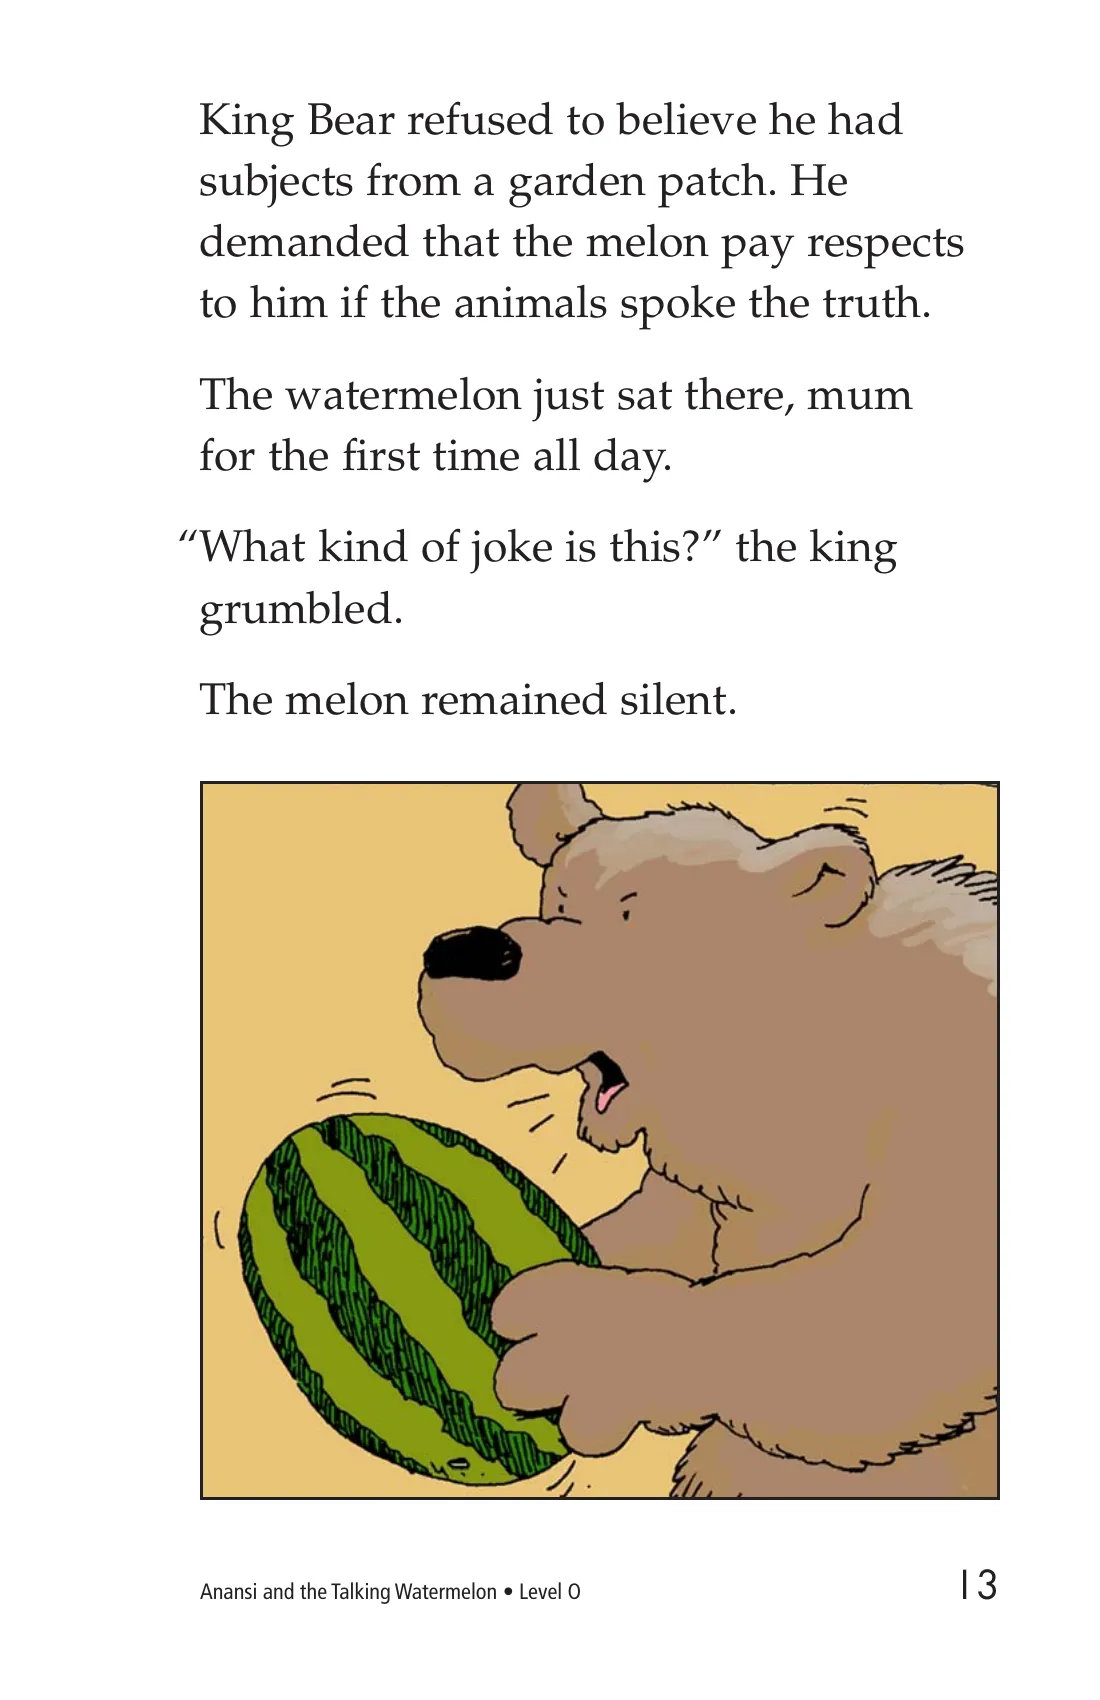 King Bear refused to believe he had
subjects from a garden patch. He
demanded that the melon pay respects
to him if the animals spoke the truth.
The watermelon just sat there, mum
for the first time all day.
“What kind of joke is this?” the king
grumbled.
The melon remained silent.
Anansi and the Talking Watermelon • Level O
13